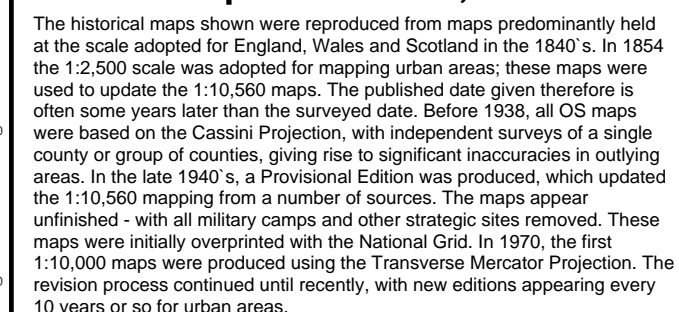 The historical maps shown were reproduced from maps predominantly held
at the scale adopted for England, Wales and Scotland in the 1840`s. In 1854
the 1:2,500 scale was adopted for mapping urban areas; these maps were
used to update the 1:10,560 maps. The published date given therefore is
often some years later than the surveyed date. Before 1938, all OS maps
were based on the Cassini Projection, with independent surveys of a single
county or group of counties, giving rise to significant inaccuracies in outlying
areas. In the late 1940`s, a Provisional Edition was produced, which updated
the 1:10,560 mapping from a number of sources. The maps appear
unfinished - with all military camps and other strategic sites removed. These
maps were initially overprinted with the National Grid. In 1970, the first
1:10,000 maps were produced using the Transverse Mercator Projection. The
revision process continued until recently, with new editions appearing every
10 years or so for urban areas.